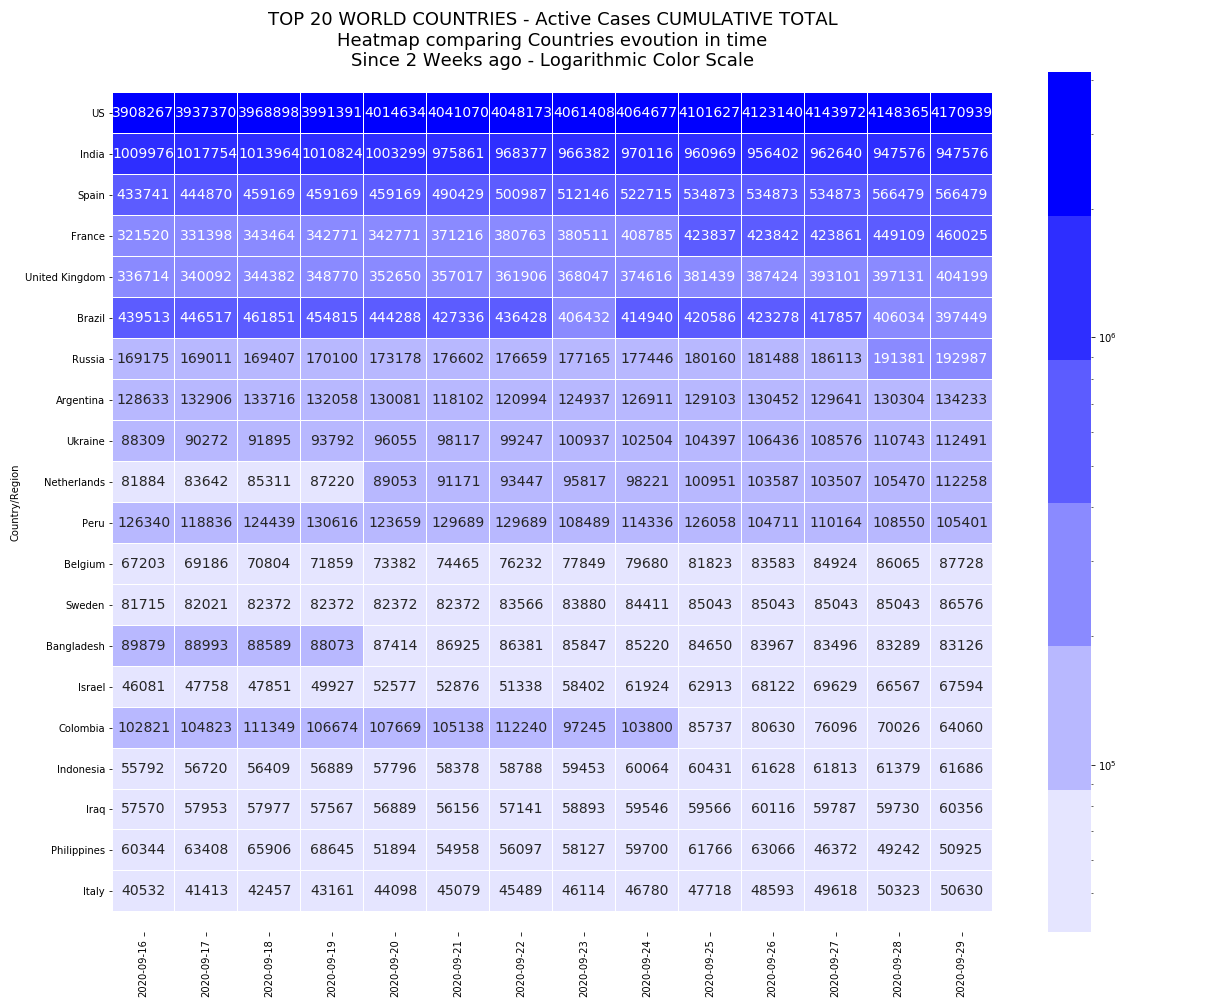 TOP 20 WORLD COUNTRIES - Active Cases CUMULATIVE TOTAL
Heatmap comparing Countries evoution in time
Since 2 Weeks ago - Logarithmic Color Scale
US 3908267 3937370 3968898 3991391 4014634 4041070 4048173 4061408 4064677 4101627 4123140 4143972 4148365 4170939
India 1009976 1017754 1013964 1010824 1003299 975861 968377 966382 970116 960969 956402 962640 947576 947576
Spain 433741 444870 459169 459169 459169 490429 500987 512146 522715 534873 534873 534873 566479 566479
France 321520 331398 343464 342771 342771 371216 380763 380511 408785 423837 423842 423861 449109 460025
United Kingdom 336714 340092 344382 348770 352650 357017 361906 368047 374616 381439 387424 393101 397131 404199
Brazil 439513 446517 461851 454815 444288 427336 436428 406432 414940 420586 423278 417857 406034 397449
Russia 169175 169011 169407 170100 173178 176602 176659 177165 177446 180160 181488 186113 191381 192987
Argentina 128633 132906 133716 132058 130081 118102 120994 124937 126911 129103 130452 129641 130304 134233
Ukraine 88309 90272 91895 93792 96055 98117 99247 100937 102504 104397 106436 108576 110743 112491
Netherlands 81884 83642 85311 87220 89053 91171 93447 95817 98221 100951 103587 103507 105470 112258
Peru 126340 118836 124439 130616 123659 129689 129689 108489 114336 126058 104711 110164 108550 105401
Belgium 67203 69186 70804 71859 73382 74465 76232 77849 79680 81823 83583 84924 86065 87728
Sweden 81715 82021 82372 82372 82372 82372 83566 83880 84411 85043 85043 85043 85043 86576
Bangladesh 89879 88993 88589 88073 87414 86925 86381 85847 85220 84650 83967 83496 83289 83126
Israel 46081 47758 47851 49927 52577 52876 51338 58402 61924 62913 68122 69629 66567 67594
Colombia 102821 104823 111349 106674 107669 105138 112240 97245 103800 85737 80630 76096 70026 64060
Indonesia 55792 56720 56409 56889 57796 58378 58788 59453 60064 60431 61628 61813 61379 61686
Iraq 57570 57953 57977 57567 56889 56156 57141 58893 59546 59566 60116 59787 59730 60356
Philippines 60344 63408 65906 68645 51894 54958 56097 58127 59700 61766 63066 46372 49242 50925
Italy 40532 41413 42457 43161 44098 45079 45489 46114 46780 47718 48593 49618 50323 50630
2020-09-16 2020-09-17 2020-09-18 2020-09-19 2020-09-20 2020-09-21 2020-09-22 2020-09-23 2020-09-24 2020-09-25 2020-09-26 2020-09-27 2020-09-28 2020-09-29
Country/Region
10⁶
10⁵